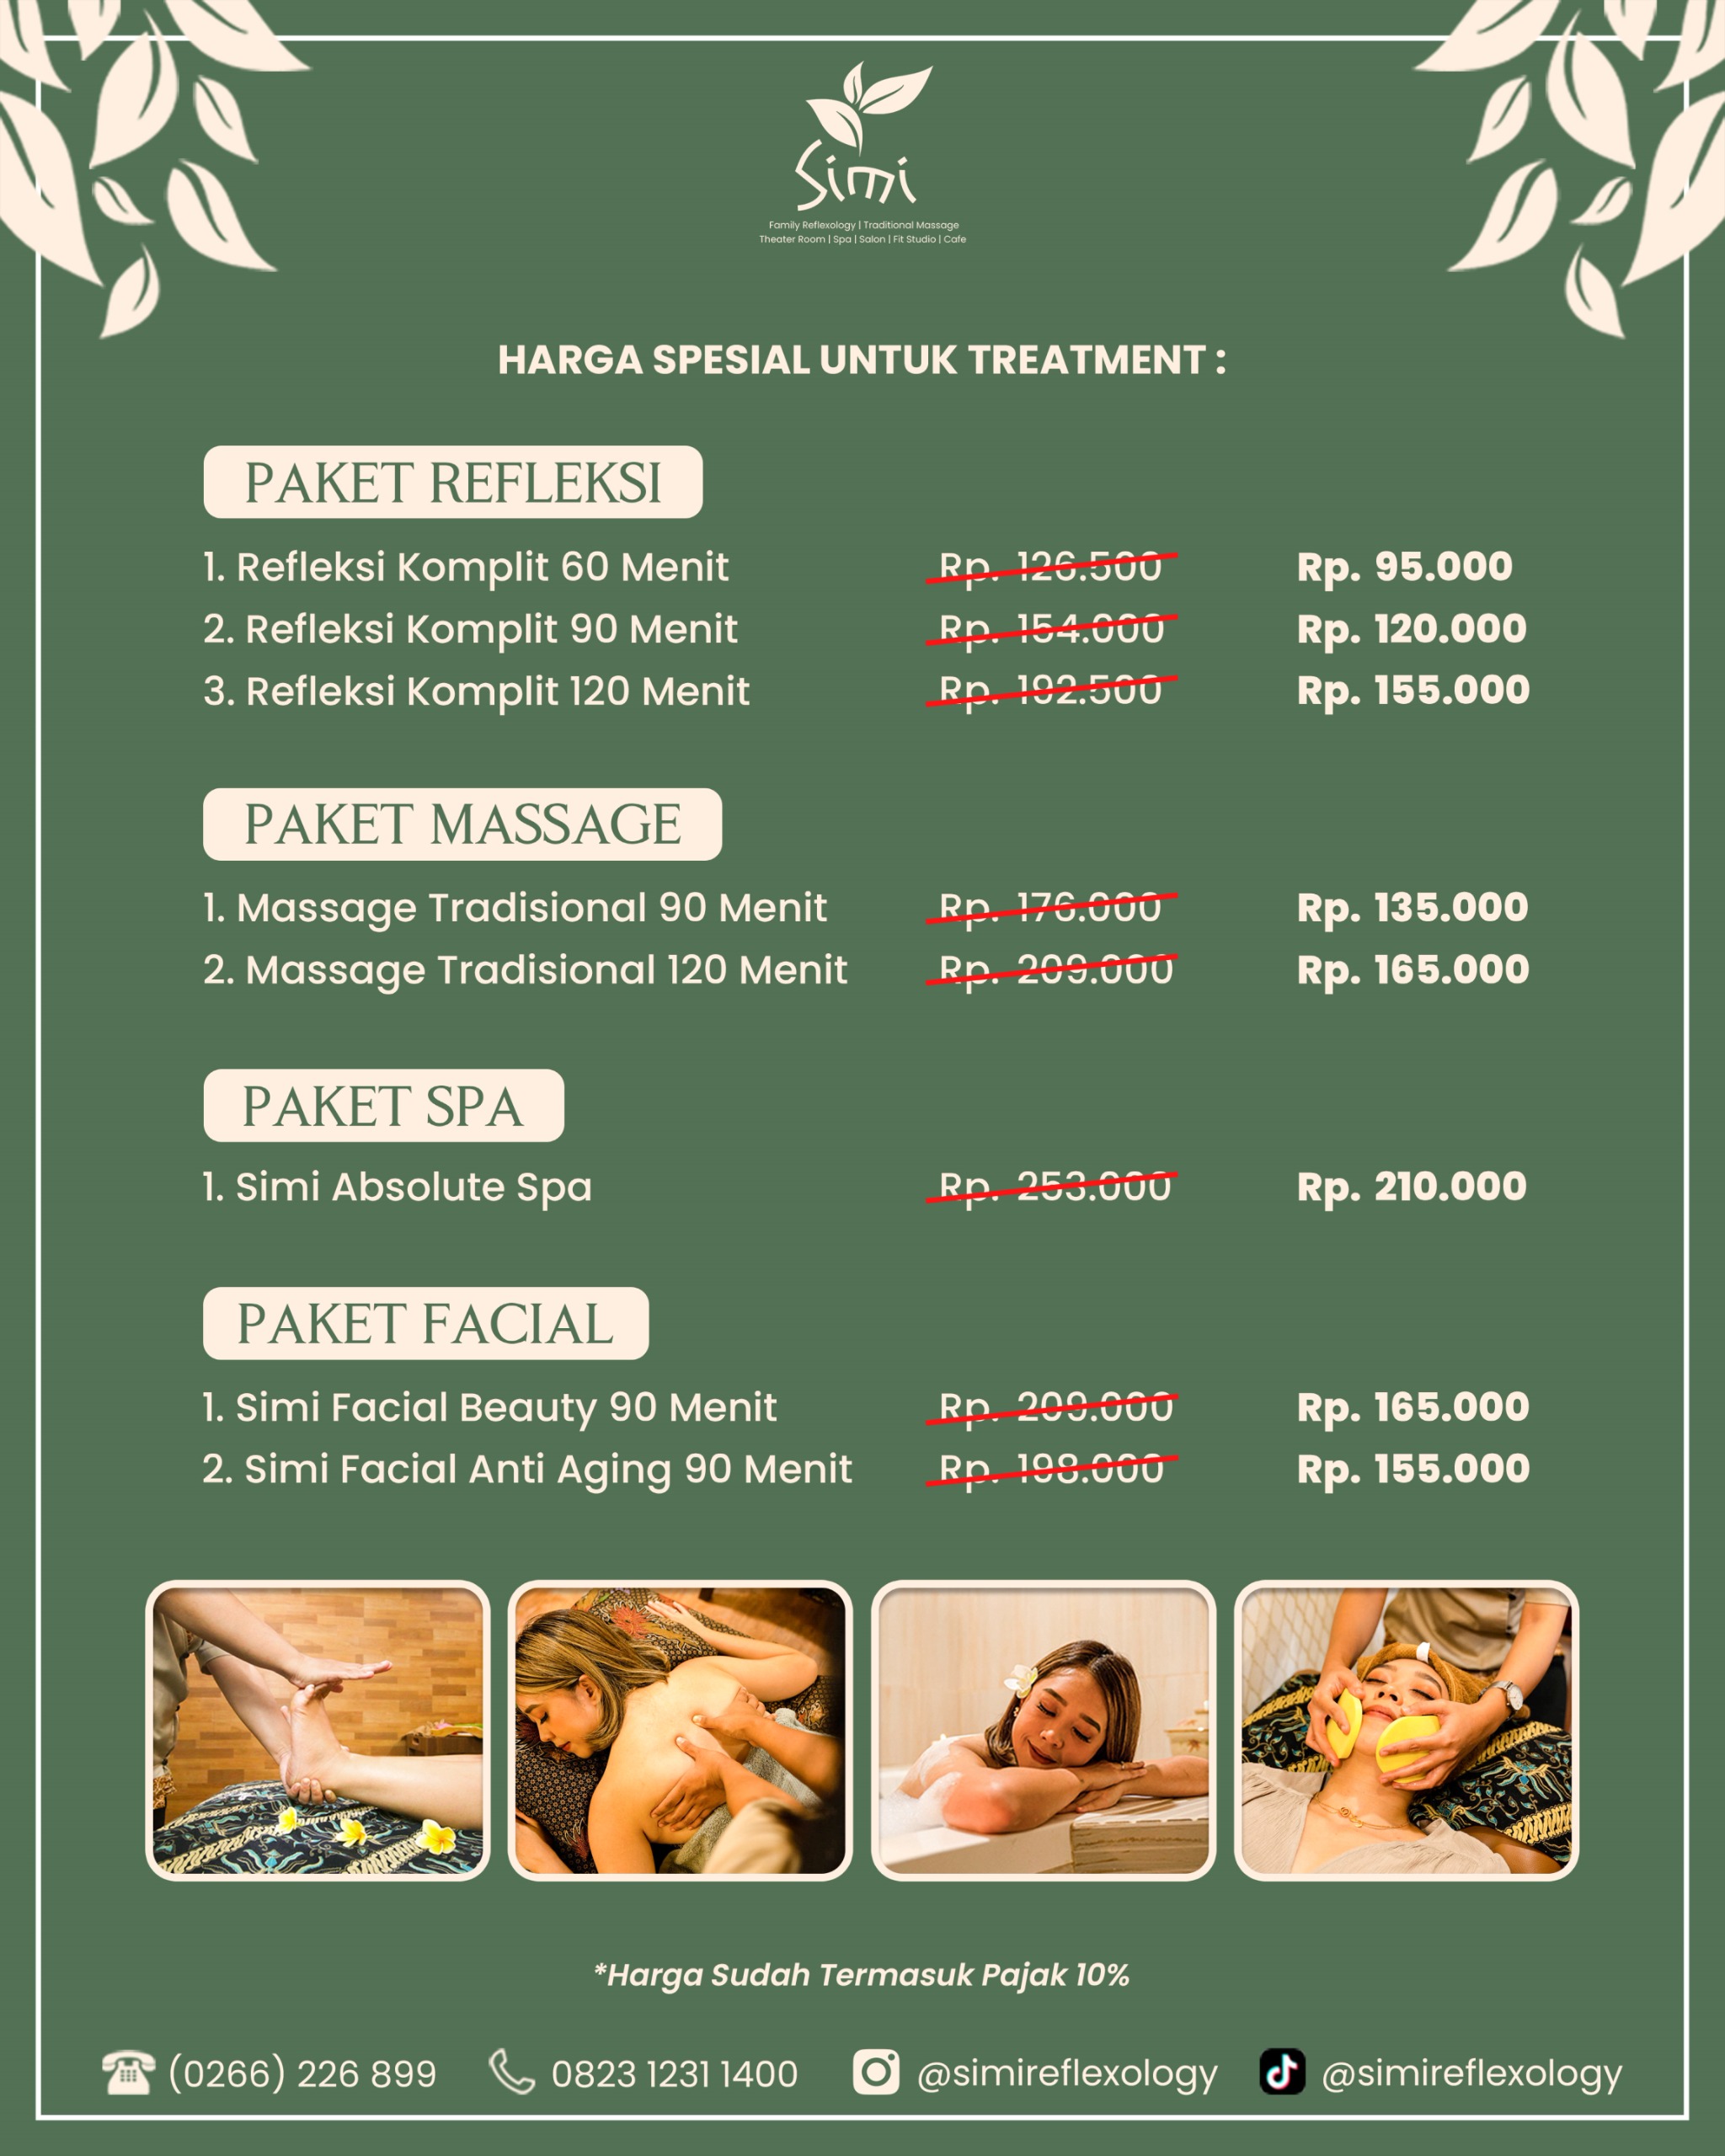 Simi
Family Reflexology | Traditional Massage
Theater Room | Spa | Salon | Fit Studio | Cafe
HARGA SPESIAL UNTUK TREATMENT :
PAKET REFLEKSI
1. Refleksi Komplit 60 Menit Rp. 126.500 Rp. 95.000
2. Refleksi Komplit 90 Menit Rp. 154.000 Rp. 120.000
3. Refleksi Komplit 120 Menit Rp. 192.500 Rp. 155.000
PAKET MASSAGE
1. Massage Tradisional 90 Menit Rp. 176.000 Rp. 135.000
2. Massage Tradisional 120 Menit Rp. 209.000 Rp. 165.000
PAKET SPA
1. Simi Absolute Spa Rp. 253.000 Rp. 210.000
PAKET FACIAL
1. Simi Facial Beauty 90 Menit Rp. 209.000 Rp. 165.000
2. Simi Facial Anti Aging 90 Menit Rp. 198.000 Rp. 155.000
*Harga Sudah Termasuk Pajak 10%
(0266) 226 899 0823 1231 1400 @simireflexology @simireflexology